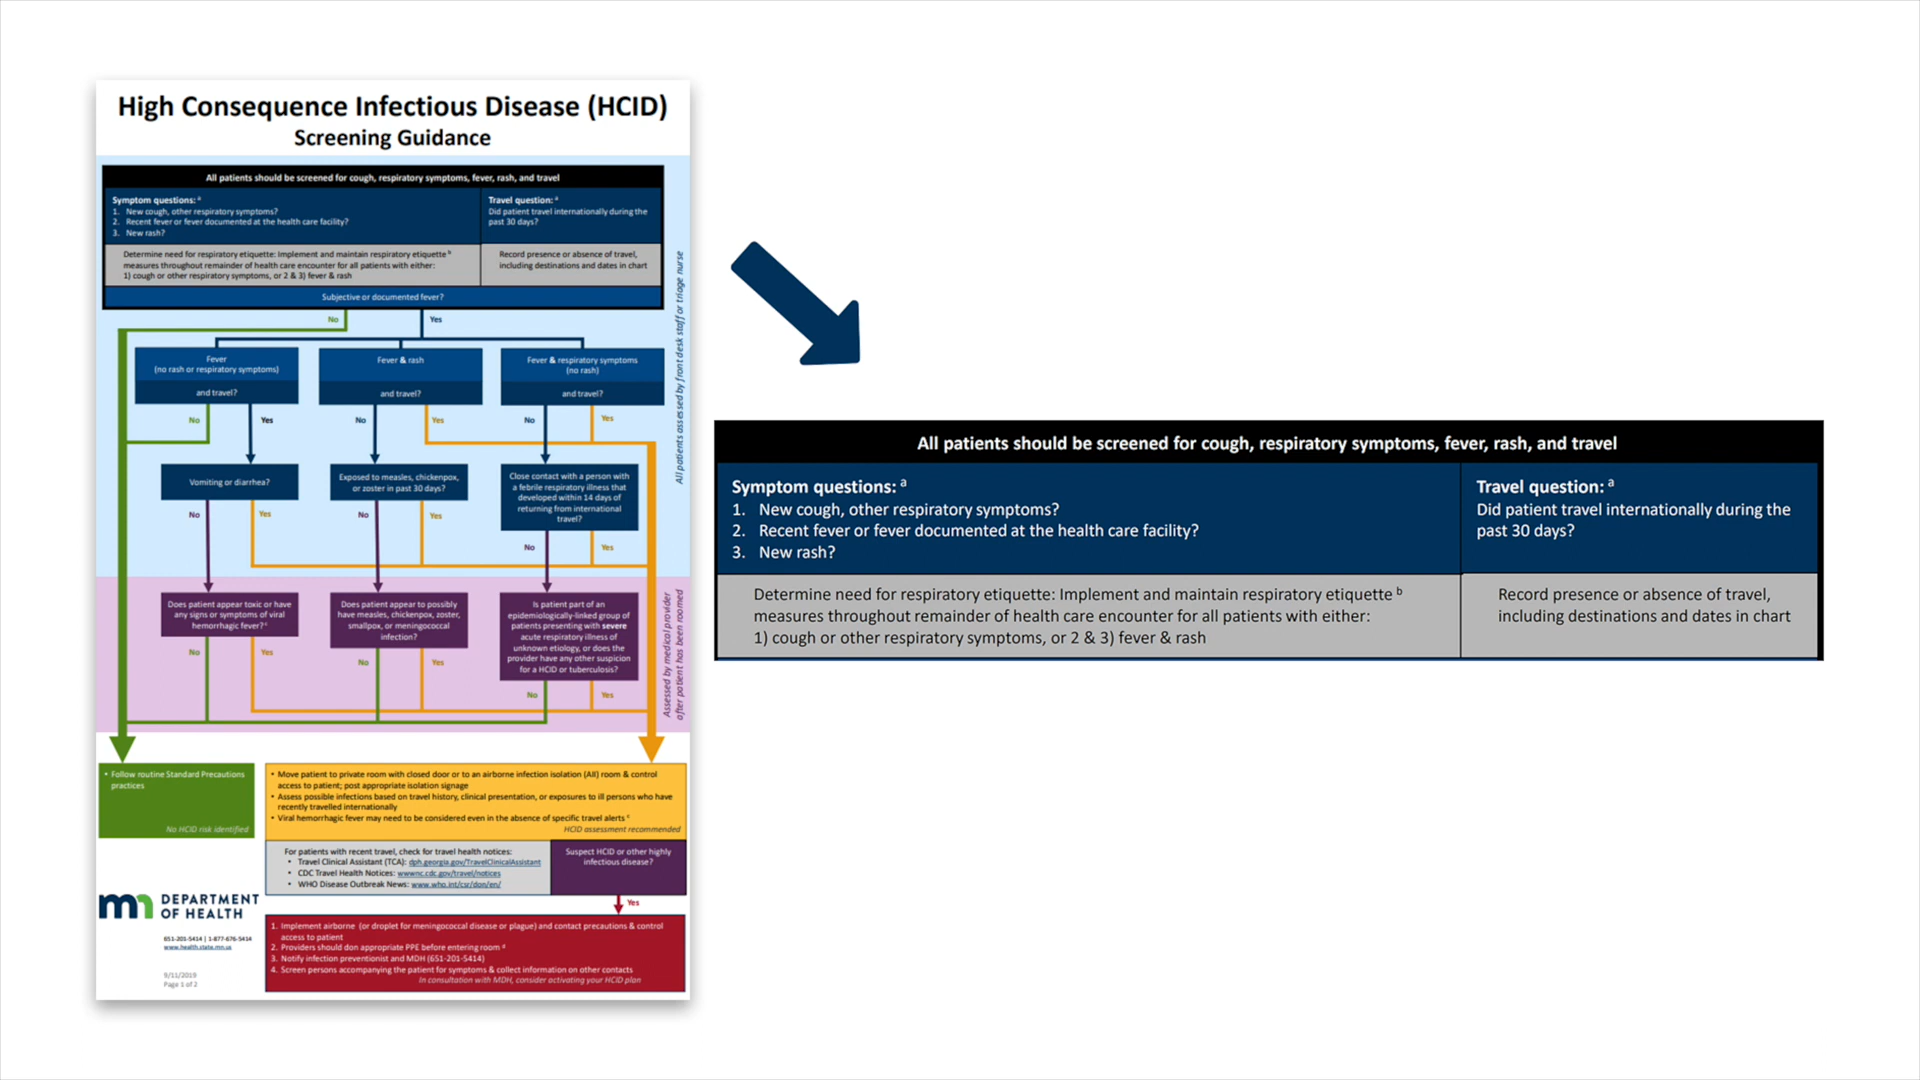 High Consequence Infectious Disease (HCID)
Screening Guidance
All patients should be screened for cough, respiratory symptoms, fever, rash, and travel
Symptom questions: a
1. New cough, other respiratory symptoms?
2. Recent fever or fever documented at the health care facility?
3. New rash?
Travel question: a
Did patient travel internationally during the
past 30 days?
Determine need for respiratory etiquette: Implement and maintain respiratory etiquette b
measures throughout remainder of health care encounter for all patients with either:
1) cough or other respiratory symptoms, or 2 & 3) fever & rash
Record presence or absence of travel,
including destinations and dates in chart
Subjective or documented fever?
No
Yes
Fever
(no rash or respiratory symptoms)
and travel?
Fever & rash
and travel?
Fever & respiratory symptoms
(no rash)
and travel?
No
Yes
No
Yes
No
Yes
Vomiting or diarrhea?
Exposed to measles, chickenpox,
or zoster in past 30 days?
Close contact with a person with
a febrile respiratory illness that
developed within 14 days of
returning from international
travel?
No
Yes
No
Yes
No
Yes
All patients assessed by front desk staff or triage nurse
Does patient appear toxic or have
any signs or symptoms of viral
hemorrhagic fever? c
Does patient appear to possibly
have measles, chickenpox, zoster,
smallpox, or meningococcal
infection?
Is patient part of an
epidemiologically-linked group of
patients presenting with severe
acute respiratory illness of
unknown etiology, or does the
provider have any other suspicion
for a HCID or tuberculosis?
No
Yes
No
Yes
No
Yes
Assessed by medical provider
after patient has been roomed
• Follow routine Standard Precautions
practices
No HCID risk identified
• Move patient to private room with closed door or to an airborne infection isolation (AII) room & control
access to patient; post appropriate isolation signage
• Assess possible infections based on travel history, clinical presentation, or exposures to ill persons who have
recently travelled internationally
• Viral hemorrhagic fever may need to be considered even in the absence of specific travel alerts c
HCID assessment recommended
For patients with recent travel, check for travel health notices:
• Travel Clinical Assistant (TCA): dph.georgia.gov/TravelClinicalAssistant
• CDC Travel Health Notices: wwwnc.cdc.gov/travel/notices
• WHO Disease Outbreak News: www.who.int/csr/don/en/
Suspect HCID or other highly
infectious disease?
Yes
1. Implement airborne (or droplet for meningococcal disease or plague) and contact precautions & control
access to patient
2. Providers should don appropriate PPE before entering room d
3. Notify infection preventionist and MDH (651-201-5414)
4. Screen persons accompanying the patient for symptoms & collect information on other contacts
In consultation with MDH, consider activating your HCID plan
mn DEPARTMENT
OF HEALTH
651-201-5414 | 1-877-676-5414
www.health.state.mn.us
9/11/2019
Page 1 of 2
All patients should be screened for cough, respiratory symptoms, fever, rash, and travel
Symptom questions: a
1. New cough, other respiratory symptoms?
2. Recent fever or fever documented at the health care facility?
3. New rash?
Travel question: a
Did patient travel internationally during the
past 30 days?
Determine need for respiratory etiquette: Implement and maintain respiratory etiquette b
measures throughout remainder of health care encounter for all patients with either:
1) cough or other respiratory symptoms, or 2 & 3) fever & rash
Record presence or absence of travel,
including destinations and dates in chart